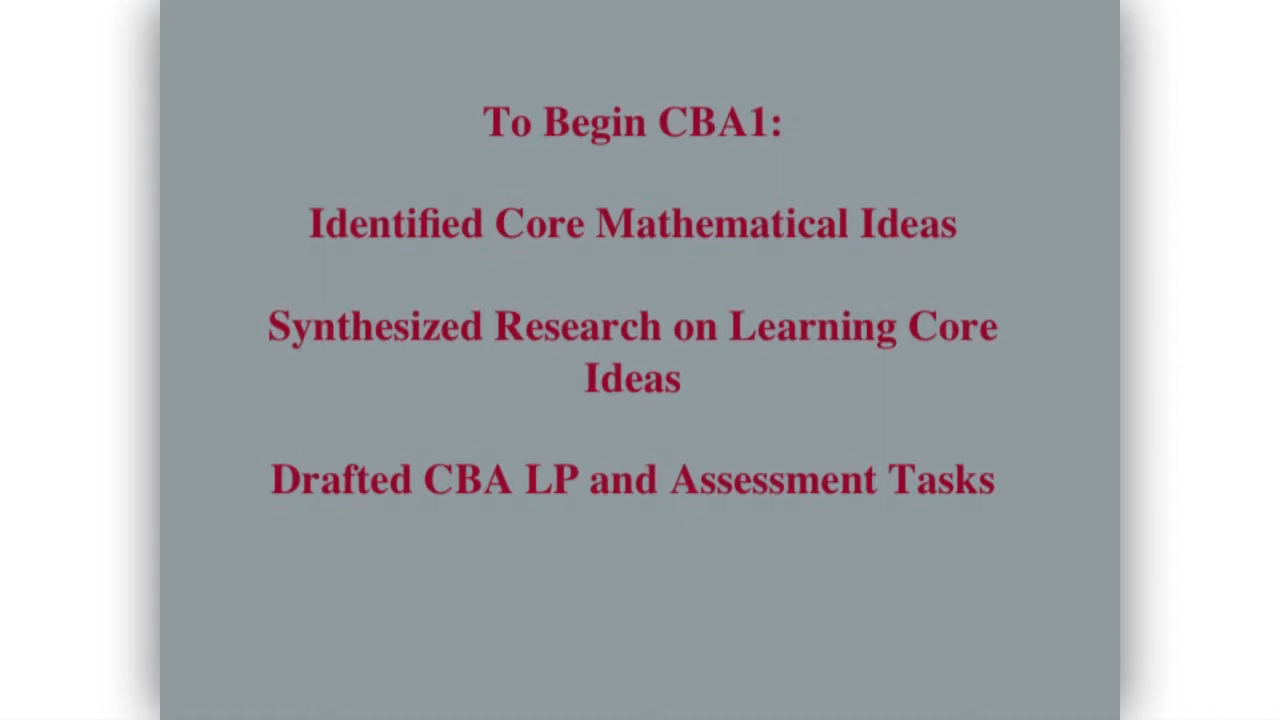 To Begin CBA1:
Identified Core Mathematical Ideas
Synthesized Research on Learning Core
Ideas
Drafted CBA LP and Assessment Tasks